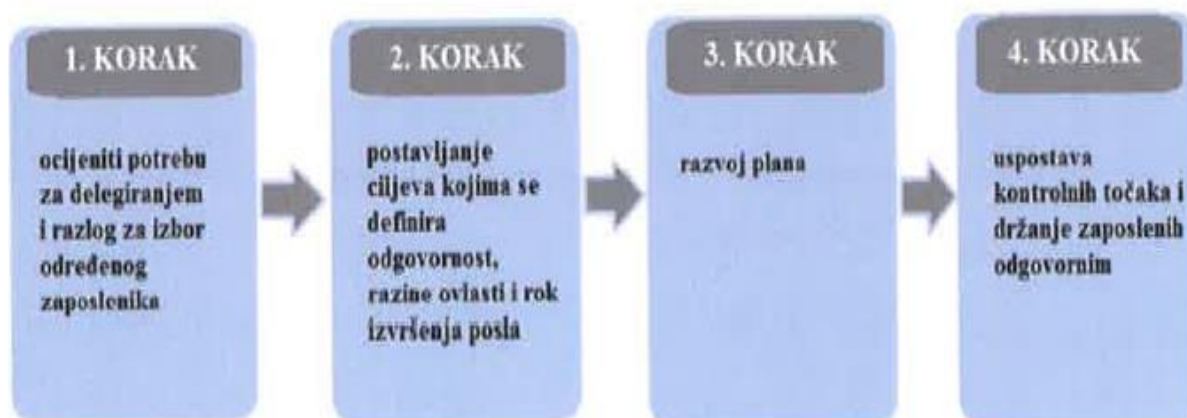 1. KORAK
ocijeniti potrebu
za delegiranjem
i razlog za izbor
određenog
zaposlenika
2. KORAK
postavljanje
ciljeva kojima se
definira
odgovornost,
razine ovlasti i rok
izvršenja posla
3. KORAK
razvoj plana
4. KORAK
uspostava
kontrolnih točaka i
držanje zaposlenih
odgovornim